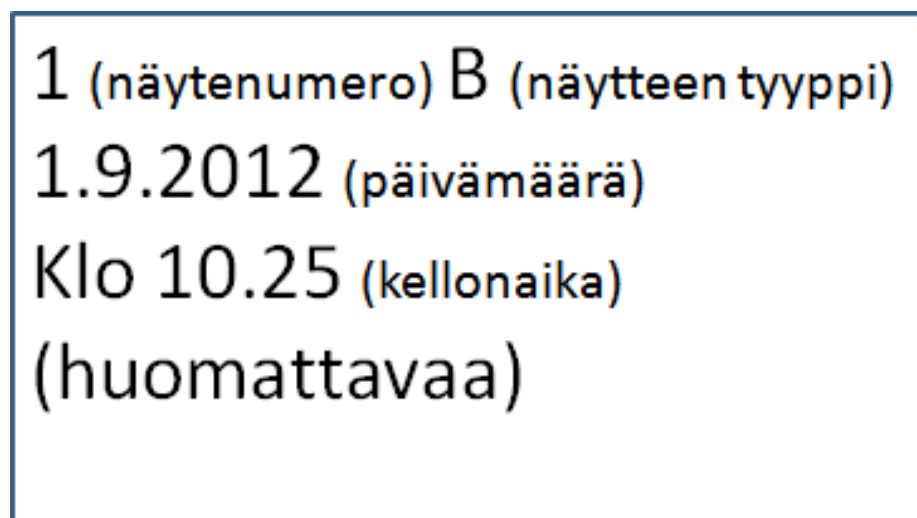 1 (näytenumero) B (näytteen tyyppi)
1.9.2012 (päivämäärä)
Klo 10.25 (kellonaika)
(huomattavaa)